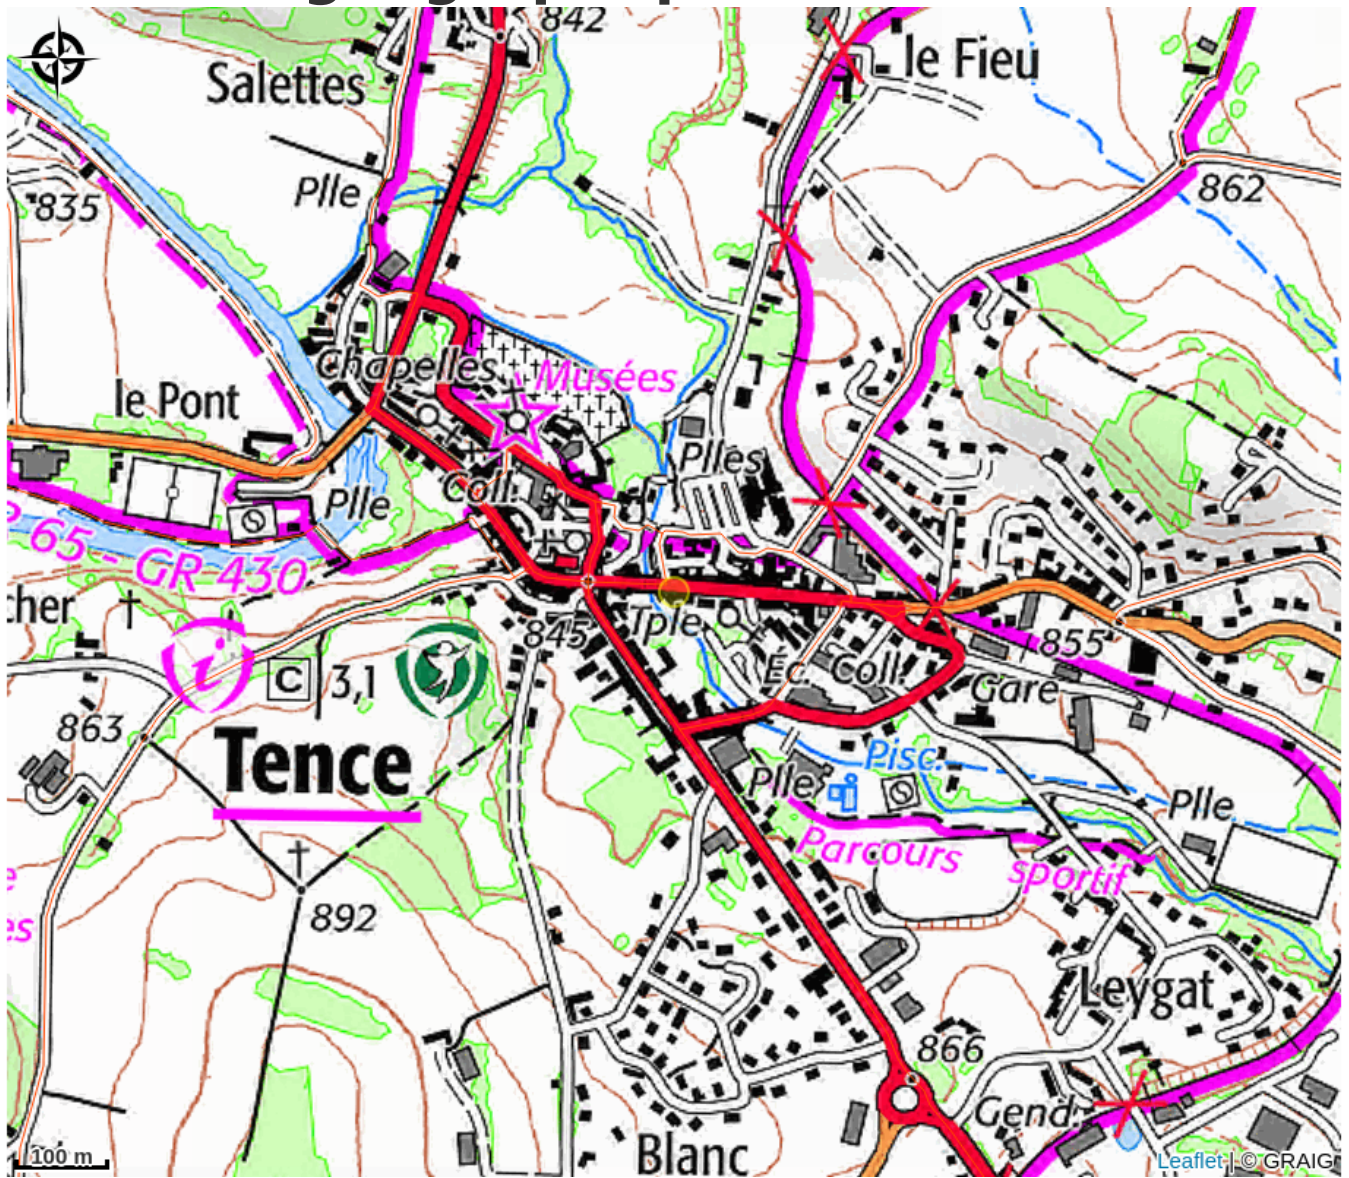 842
Salettes
le Fieu
Plle
835
862
Chapelles
Musées
le Pont
Plles
Coll.
Plle
65 - GR 430
cher
Tple
845
855
Éc.
Coll.
Gare
C
3,1
863
Tence
Pisc.
Plle
Plle
Parcours
sportif
892
Leygat
866
Gend.
Blanc
100 m
Leaflet | © GRAIG